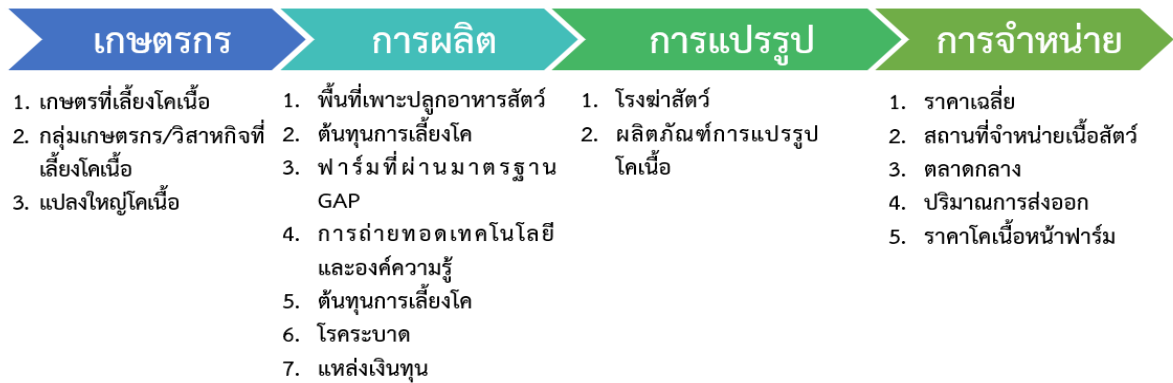 เกษตรกร
1. เกษตรที่เลี้ยงโคเนื้อ
2. กลุ่มเกษตรกร/วิสาหกิจที่
เลี้ยงโคเนื้อ
3. แปลงใหญ่โคเนื้อ
การผลิต
1. พื้นที่เพาะปลูกอาหารสัตว์
2. ต้นทุนการเลี้ยงโค
3. ฟาร์มที่ผ่านมาตรฐาน
GAP
4. การถ่ายทอดเทคโนโลยี
และองค์ความรู้
5. ต้นทุนการเลี้ยงโค
6. โรคระบาด
7. แหล่งเงินทุน
การแปรรูป
1. โรงฆ่าสัตว์
2. ผลิตภัณฑ์การแปรรูป
โคเนื้อ
การจำหน่าย
1. ราคาเฉลี่ย
2. สถานที่จำหน่ายเนื้อสัตว์
3. ตลาดกลาง
4. ปริมาณการส่งออก
5. ราคาโคเนื้อหน้าฟาร์ม